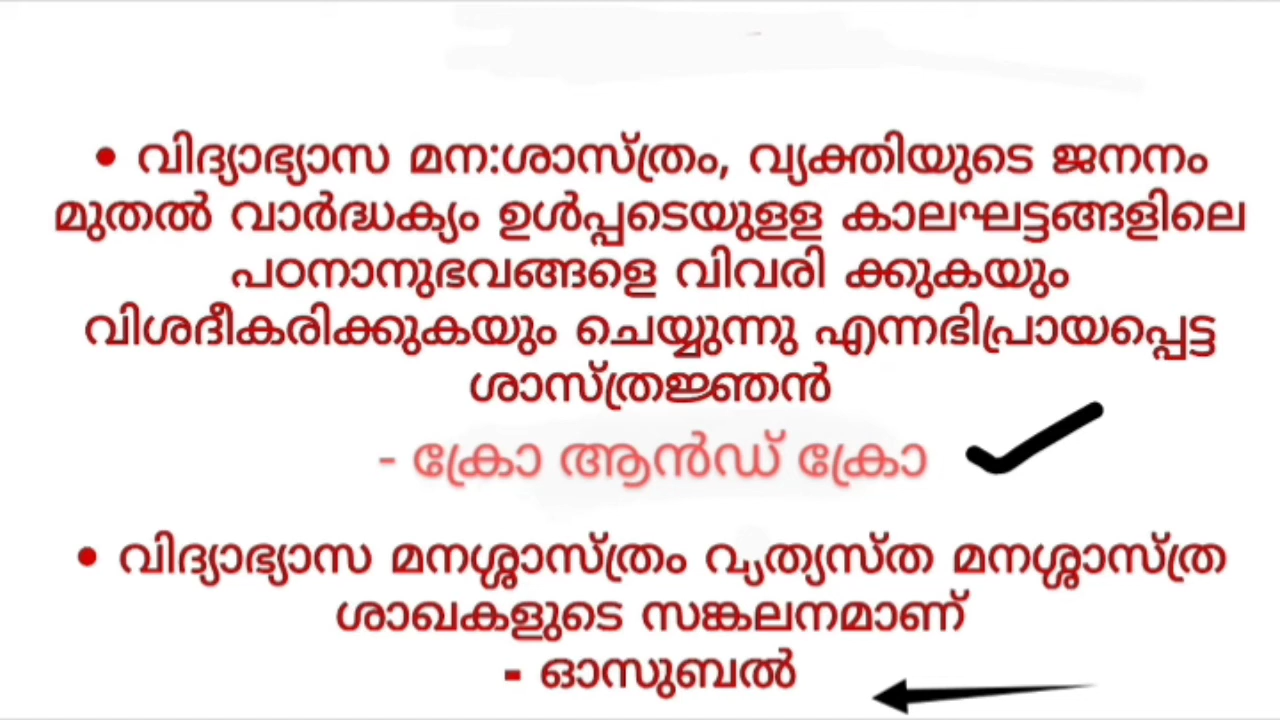 • വിദ്യാഭ്യാസ മന:ശാസ്ത്രം, വ്യക്തിയുടെ ജനനം
മുതൽ വാർദ്ധക്യം ഉൾപ്പടെയുളള കാലഘട്ടങ്ങളിലെ
പഠനാനുഭവങ്ങളെ വിവരി ക്കുകയും
വിശദീകരിക്കുകയും ചെയ്യുന്നു എന്നഭിപ്രായപ്പെട്ട
ശാസ്ത്രജ്ഞൻ
- ക്രോ ആൻഡ് ക്രോ
• വിദ്യാഭ്യാസ മനശ്ശാസ്ത്രം വ്യത്യസ്ത മനശ്ശാസ്ത്ര
ശാഖകളുടെ സങ്കലനമാണ്
- ഓസുബൽ